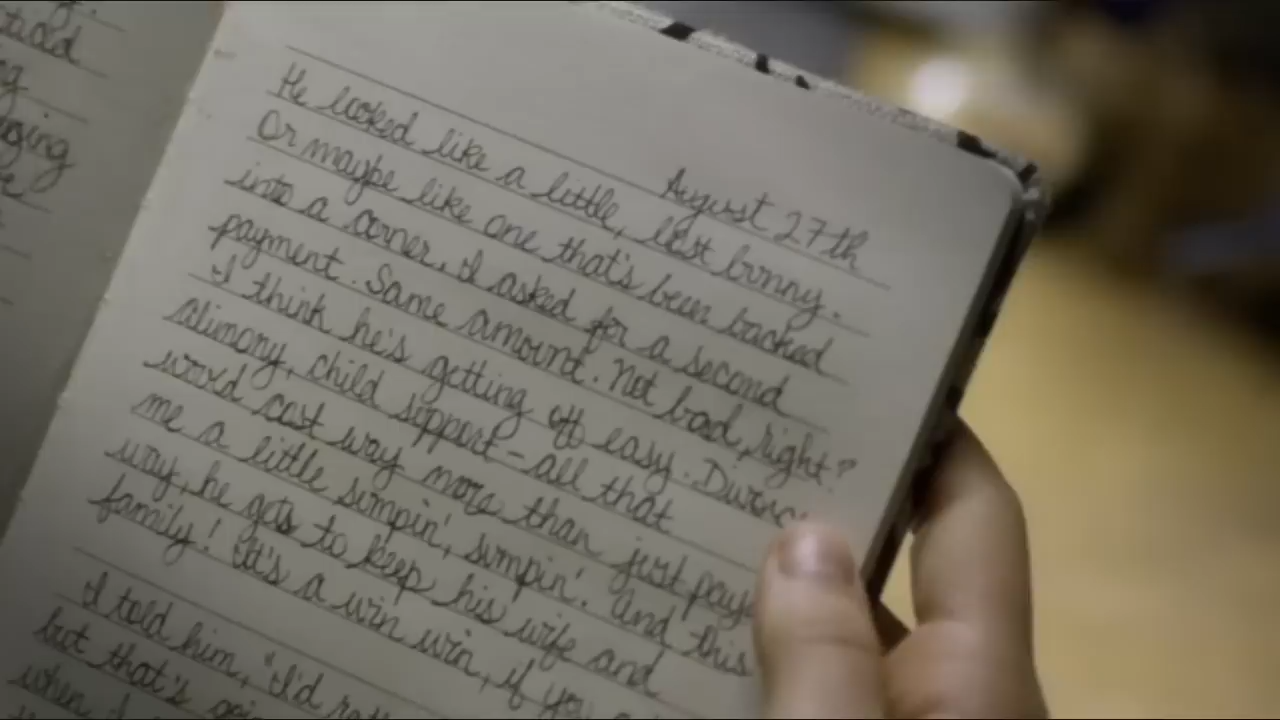 August 27th
He looked like a little, lost bunny.
Or maybe like one that's been backed
into a corner, I asked for a second
payment. Same amount. Not bad, right?
I think he's getting off easy. Divorc
alimony, child support - all that
would cost way more than just payi
me a little simpin', simpin'. And this
way, he gets to keep his wife and
family! It's a win win, if you
I told him, "I'd
but that's
when I